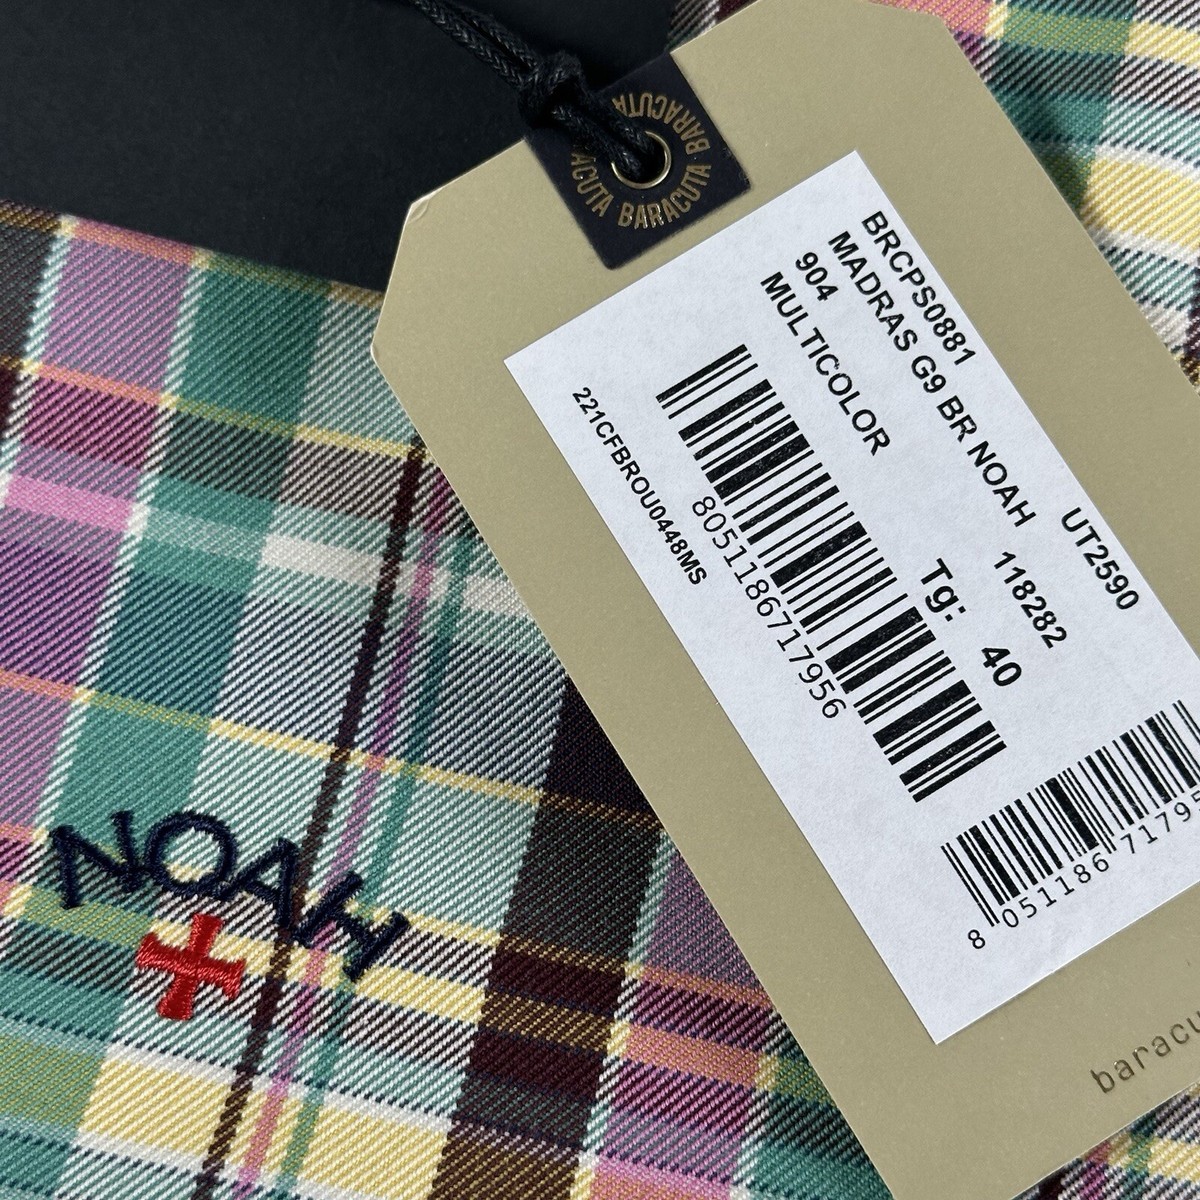 BARACUTA BARACUTA BARACUTA
BRCPS0881 UT2590
MADRAS G9 BR NOAH 118282
904 Tg: 40
MULTICOLOR
8051186717956
221CFBROU0448MS
8 051186 71795
baracu
NOAH